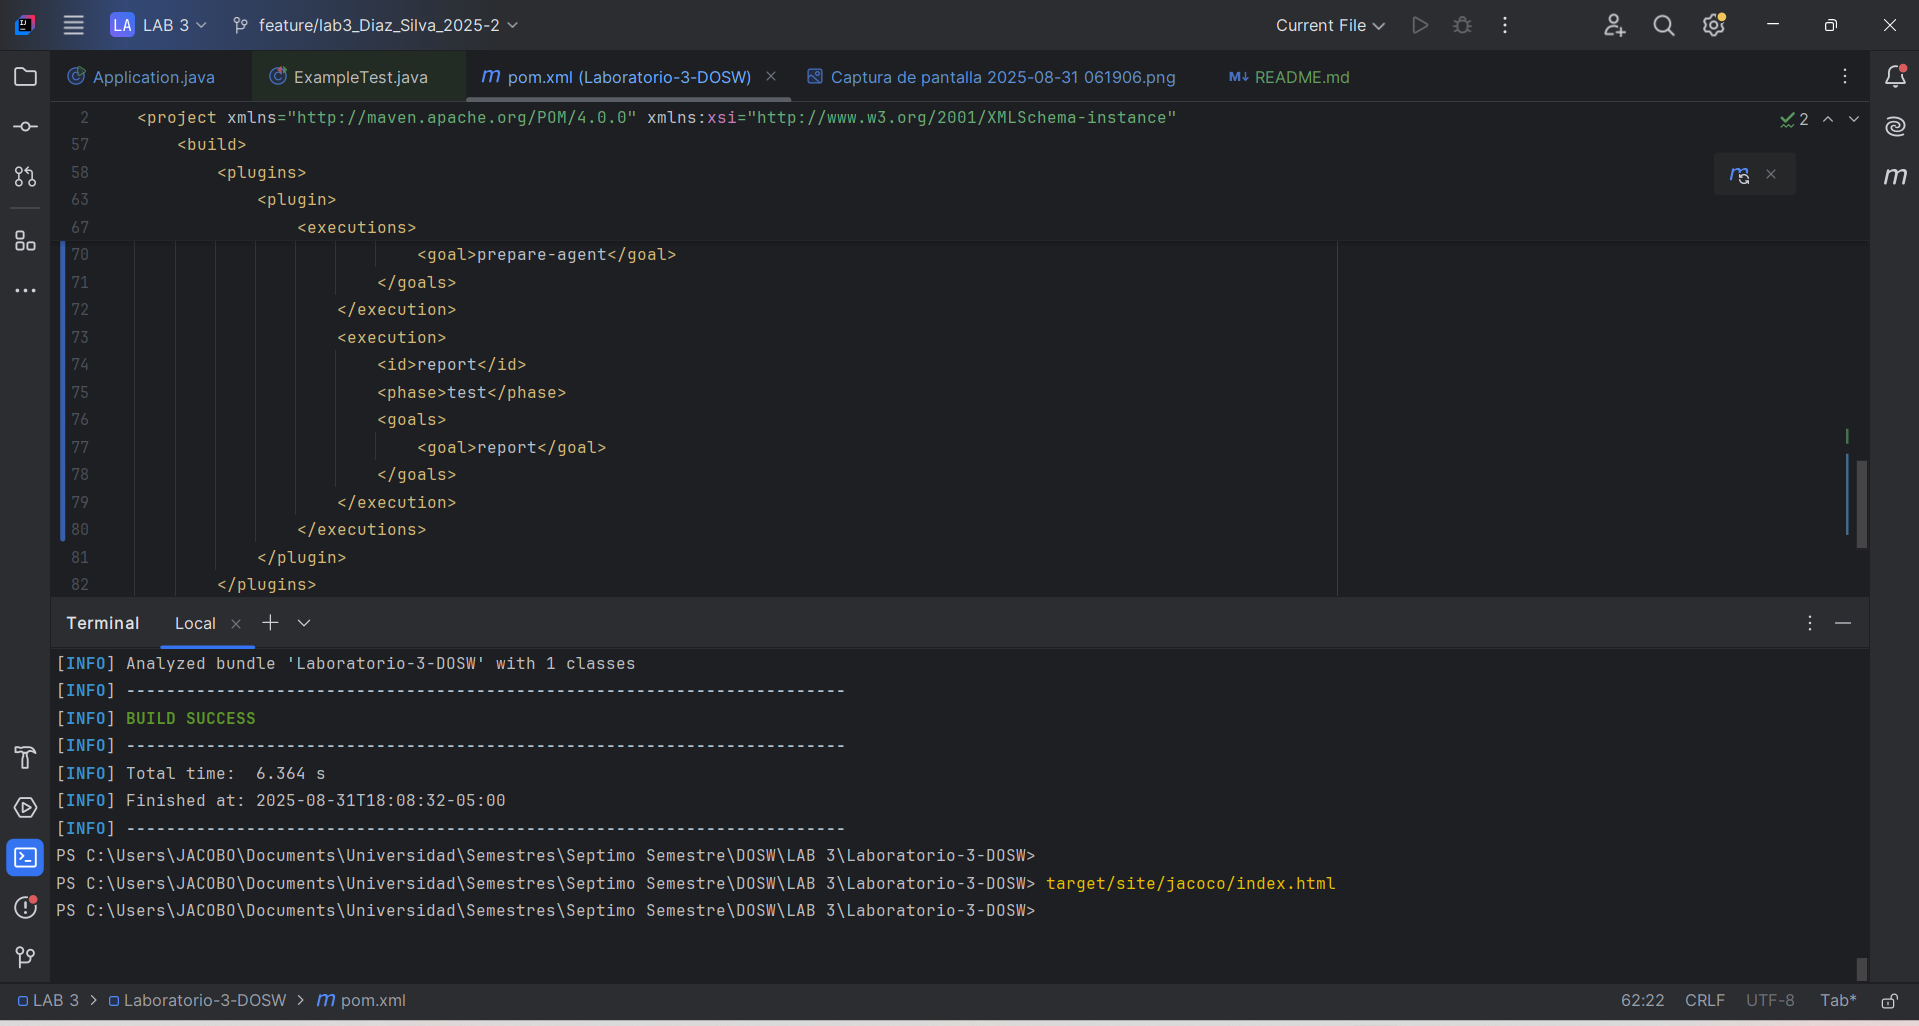 LA LAB 3 feature/lab3_Diaz_Silva_2025-2 Current File
Application.java ExampleTest.java m pom.xml (Laboratorio-3-DOSW) Captura de pantalla 2025-08-31 061906.png M↓ README.md
2 <project xmlns="http://maven.apache.org/POM/4.0.0" xmlns:xsi="http://www.w3.org/2001/XMLSchema-instance" 2
57 <build>
58 <plugins>
63 <plugin>
67 <executions>
70 <goal>prepare-agent</goal>
71 </goals>
72 </execution>
73 <execution>
74 <id>report</id>
75 <phase>test</phase>
76 <goals>
77 <goal>report</goal>
78 </goals>
79 </execution>
80 </executions>
81 </plugin>
82 </plugins>
Terminal Local
[INFO] Analyzed bundle 'Laboratorio-3-DOSW' with 1 classes
[INFO] ------------------------------------------------------------------------
[INFO] BUILD SUCCESS
[INFO] ------------------------------------------------------------------------
[INFO] Total time:  6.364 s
[INFO] Finished at: 2025-08-31T18:08:32-05:00
[INFO] ------------------------------------------------------------------------
PS C:\Users\JACOBO\Documents\Universidad\Semestres\Septimo Semestre\DOSW\LAB 3\Laboratorio-3-DOSW>
PS C:\Users\JACOBO\Documents\Universidad\Semestres\Septimo Semestre\DOSW\LAB 3\Laboratorio-3-DOSW> target/site/jacoco/index.html
PS C:\Users\JACOBO\Documents\Universidad\Semestres\Septimo Semestre\DOSW\LAB 3\Laboratorio-3-DOSW>
LAB 3 > Laboratorio-3-DOSW > m pom.xml 62:22 CRLF UTF-8 Tab*